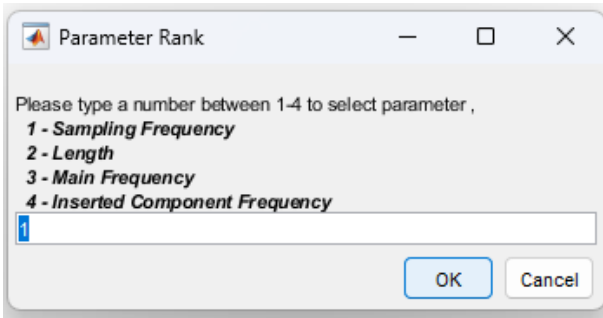 Parameter Rank
Please type a number between 1-4 to select parameter ,
1 - Sampling Frequency
2 - Length
3 - Main Frequency
4 - Inserted Component Frequency
1
OK Cancel